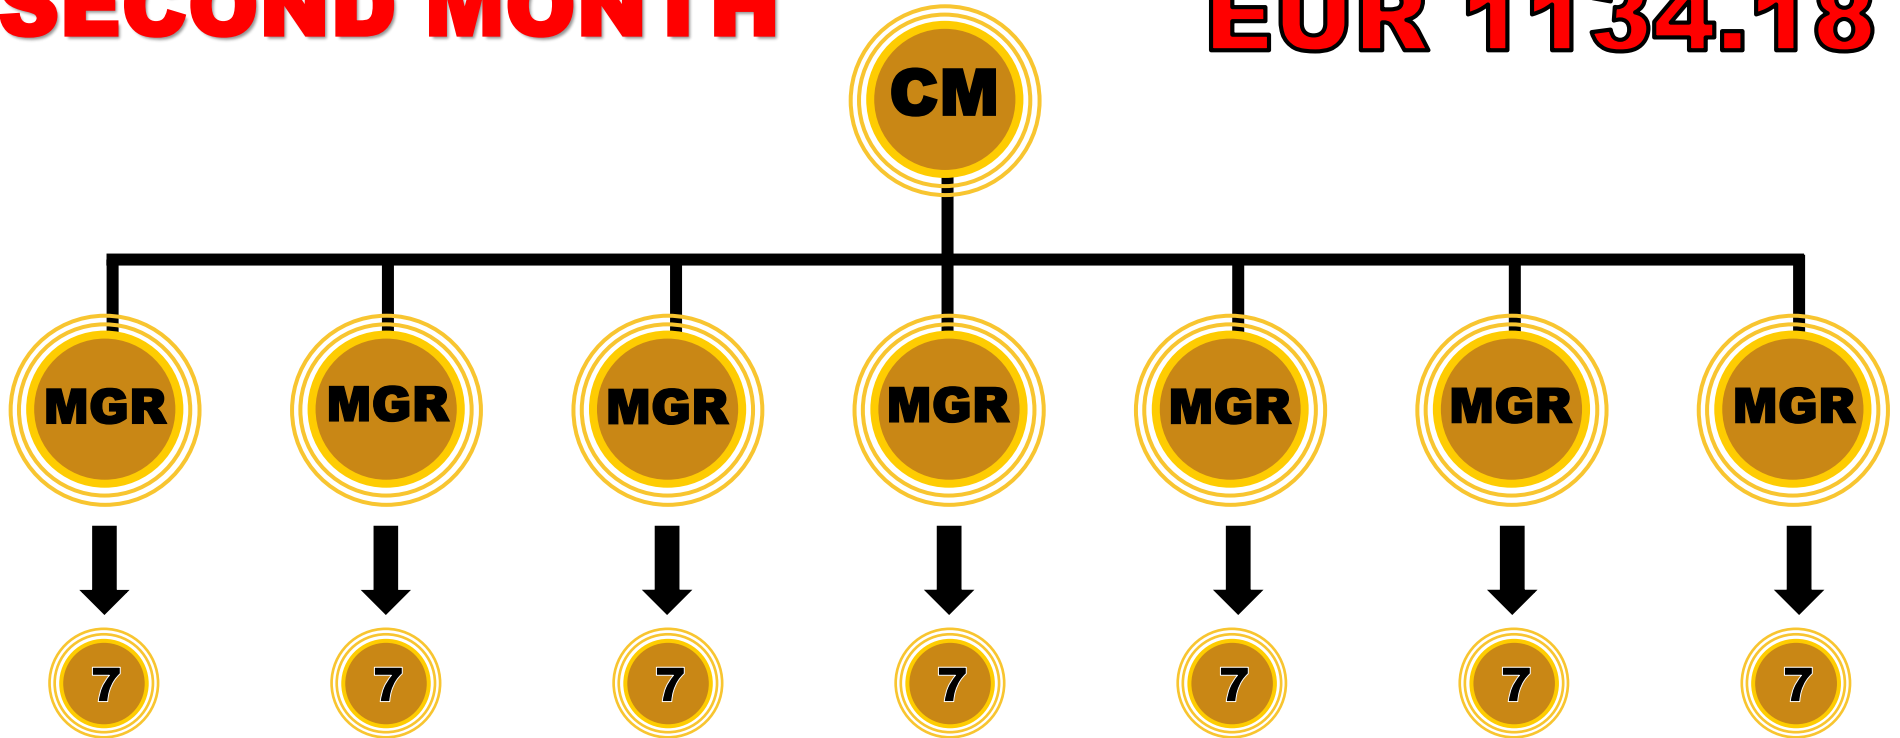 SECOND MONTH
EUR 1134.18
CM
MGR MGR MGR MGR MGR MGR MGR
7 7 7 7 7 7 7